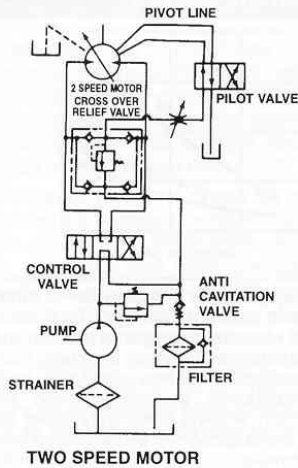 PIVOT LINE
2 SPEED MOTOR
CROSS OVER
RELIEF VALVE
PILOT VALVE
CONTROL
VALVE
ANTI
CAVITATION
VALVE
PUMP
STRAINER
FILTER
TWO SPEED MOTOR